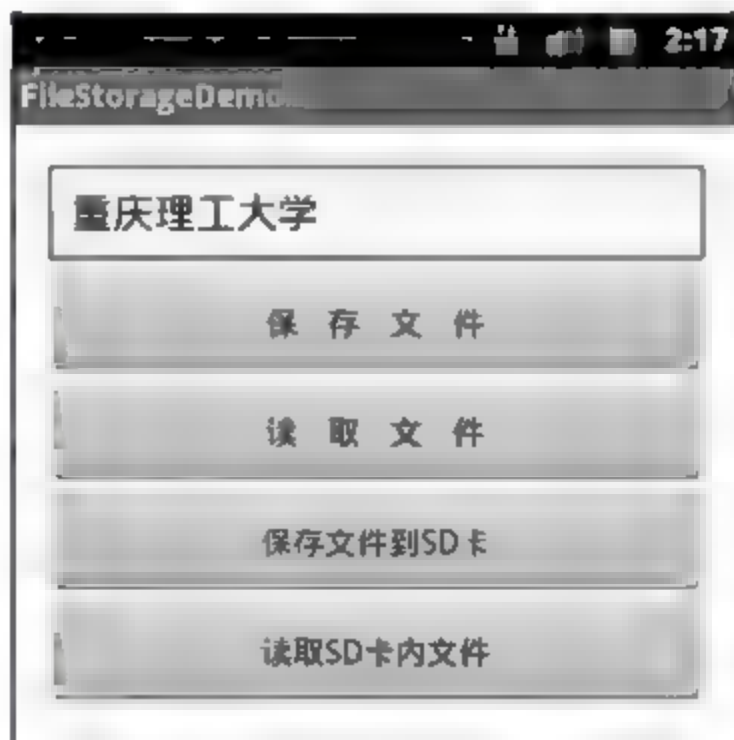 2:17
FileStorageDemo
重庆理工大学
保 存 文 件
读 取 文 件
保存文件到SD卡
读取SD卡内文件